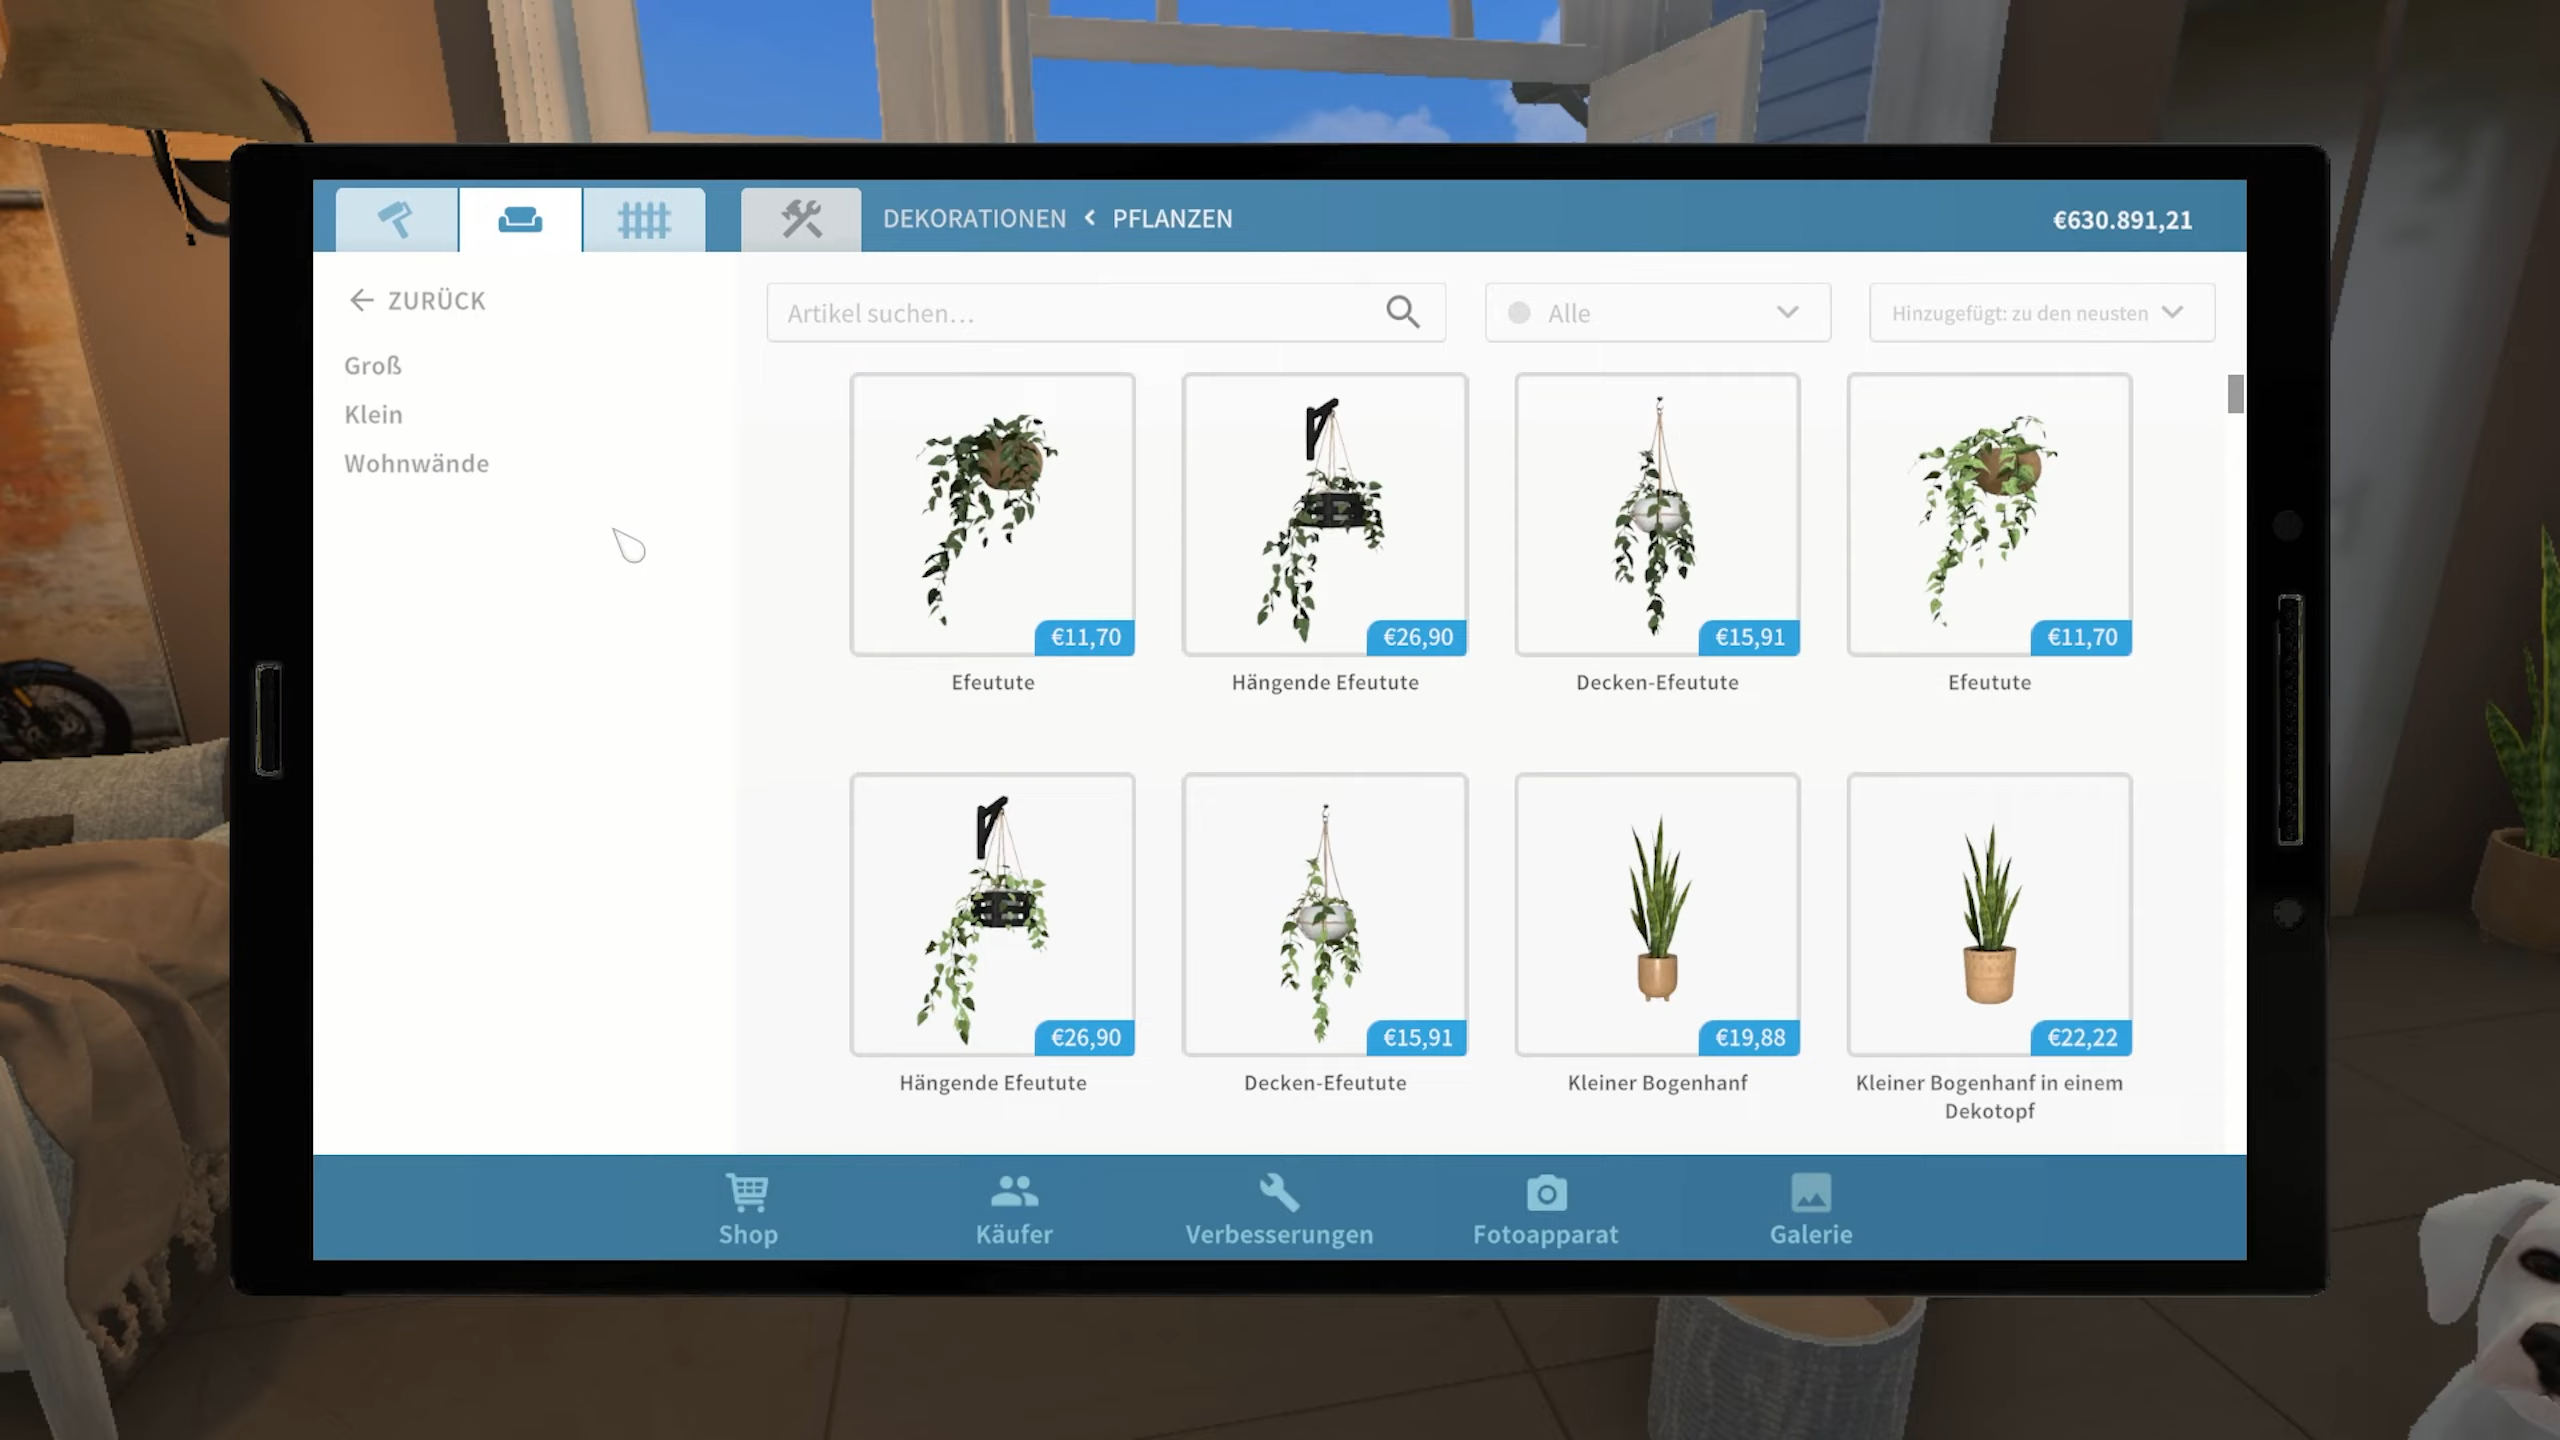 DEKORATIONEN < PFLANZEN
€630.891,21
ZURÜCK
Groß
Klein
Wohnwände
Artikel suchen...
Alle
Hinzugefügt: zu den neusten
€11,70
€26,90
€15,91
€11,70
Efeutute
Hängende Efeutute
Decken-Efeutute
Efeutute
€26,90
€15,91
€19,88
€22,22
Hängende Efeutute
Decken-Efeutute
Kleiner Bogenhanf
Kleiner Bogenhanf in einem
Dekotopf
Shop
Käufer
Verbesserungen
Fotoapparat
Galerie